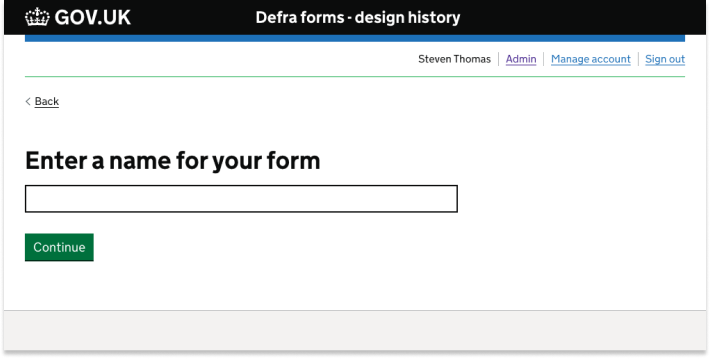 GOV.UK Defra forms - design history
Steven Thomas Admin Manage account Sign out
Back
Enter a name for your form
Continue